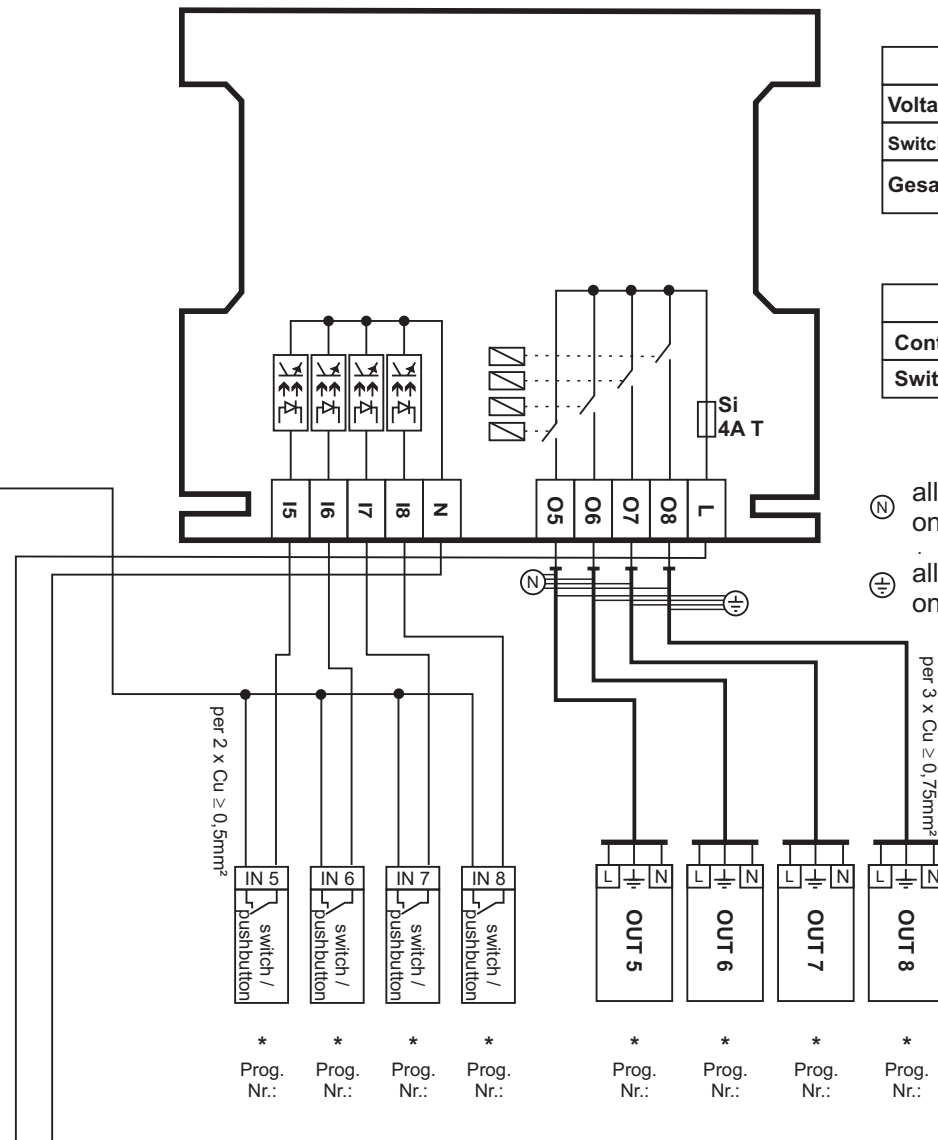 Volta
Switch
Gesa
Cont
Swit
Si
4A T
I5
I6
I7
I8
N
O5
O6
O7
O8
L
N
all
on
N
all
on
per 2 x Cu ≥ 0,5mm²
per 3 x Cu ≥ 0,75mm²
IN 5
IN 6
IN 7
IN 8
switch /
pushbutton
switch /
pushbutton
switch /
pushbutton
switch /
pushbutton
L N
L N
L N
L N
OUT 5
OUT 6
OUT 7
OUT 8
* * * * * * * *
Prog. Prog. Prog. Prog. Prog. Prog. Prog. Prog.
Nr.: Nr.: Nr.: Nr.: Nr.: Nr.: Nr.: Nr.: